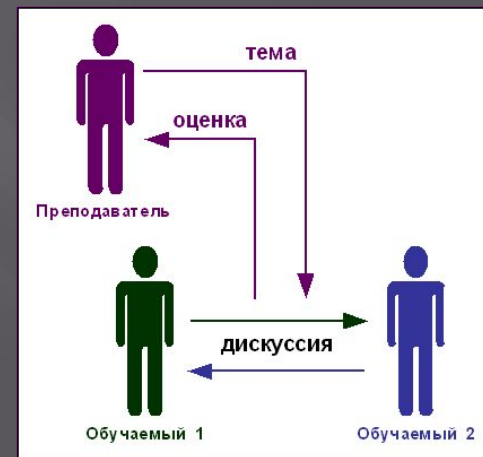 тема
оценка
Преподаватель
дискуссия
Обучаемый 1
Обучаемый 2